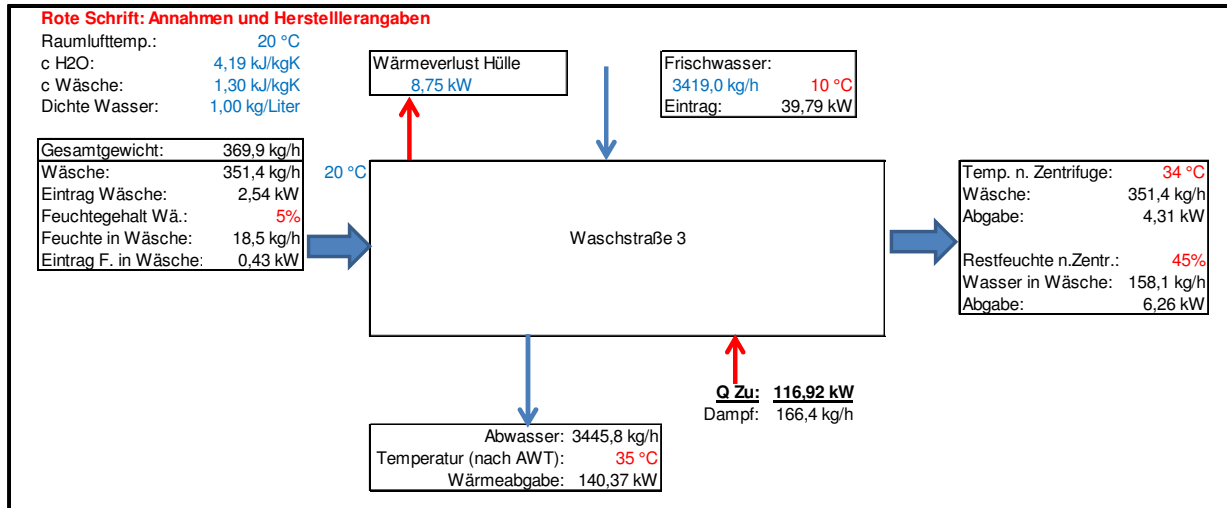 Rote Schrift: Annahmen und Herstelllerangaben
Raumlufttemp.: 20 °C
c H2O: 4,19 kJ/kgK
c Wäsche: 1,30 kJ/kgK
Dichte Wasser: 1,00 kg/Liter
Wärmeverlust Hülle
8,75 kW
Frischwasser:
3419,0 kg/h 10 °C
Eintrag: 39,79 kW
Gesamtgewicht: 369,9 kg/h
Wäsche: 351,4 kg/h 20 °C
Eintrag Wäsche: 2,54 kW
Feuchtegehalt Wä.: 5%
Feuchte in Wäsche: 18,5 kg/h
Eintrag F. in Wäsche: 0,43 kW
Waschstraße 3
Temp. n. Zentrifuge: 34 °C
Wäsche: 351,4 kg/h
Abgabe: 4,31 kW
Restfeuchte n.Zentr.: 45%
Wasser in Wäsche: 158,1 kg/h
Abgabe: 6,26 kW
Q Zu: 116,92 kW
Dampf: 166,4 kg/h
Abwasser: 3445,8 kg/h
Temperatur (nach AWT): 35 °C
Wärmeabgabe: 140,37 kW